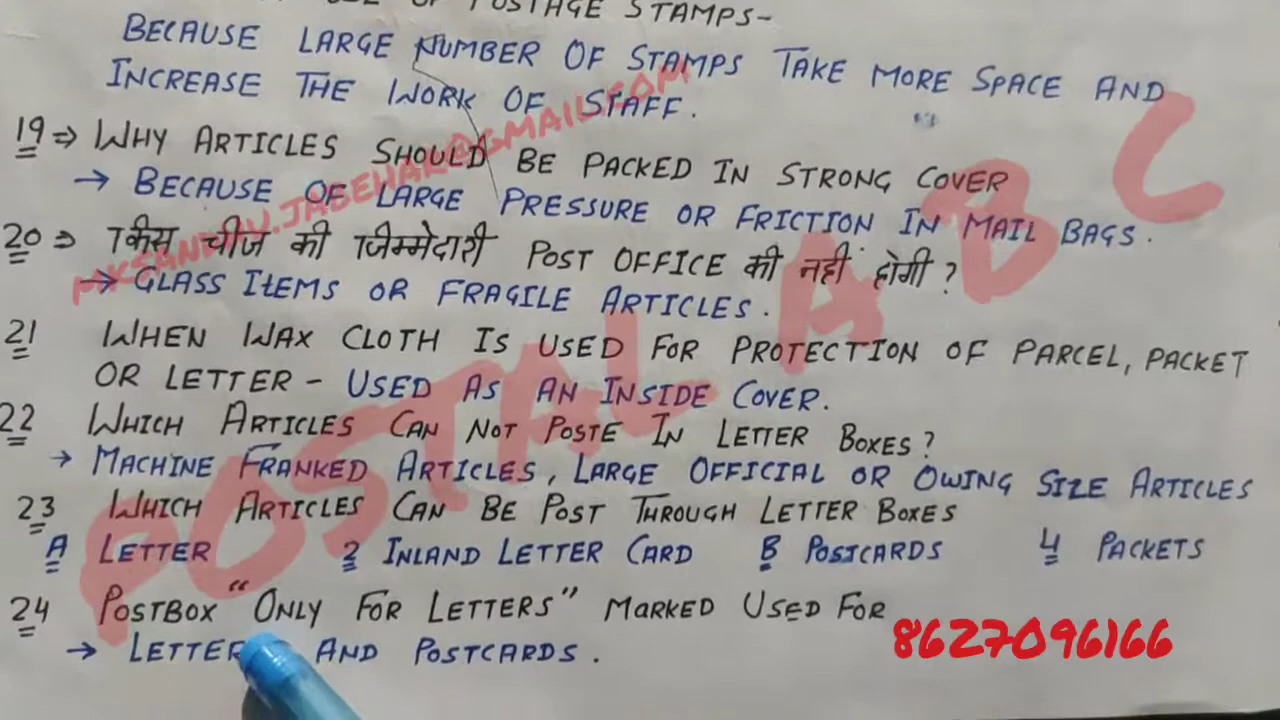 OF POSTAGE STAMPS-
BECAUSE LARGE NUMBER OF STAMPS TAKE MORE SPACE AND
INCREASE THE WORK OF STAFF.
19 ⇒ WHY ARTICLES SHOULD BE PACKED IN STRONG COVER
→ BECAUSE OF LARGE PRESSURE OR FRICTION IN MAIL BAGS.
20 ⇒ किस चीज की जिम्मेदारी POST OFFICE की नही होगी ?
→ GLASS ITEMS OR FRAGILE ARTICLES.
21 WHEN WAX CLOTH IS USED FOR PROTECTION OF PARCEL, PACKET
OR LETTER - USED AS AN INSIDE COVER.
22 WHICH ARTICLES CAN NOT POSTE IN LETTER BOXES?
→ MACHINE FRANKED ARTICLES, LARGE OFFICIAL OR OWING SIZE ARTICLES
23 WHICH ARTICLES CAN BE POST THROUGH LETTER BOXES
A LETTER 2 INLAND LETTER CARD B POSTCARDS 4 PACKETS
24 POSTBOX "ONLY FOR LETTERS" MARKED USED FOR
→ LETTER AND POSTCARDS.
8627096166
POSTAL A B C